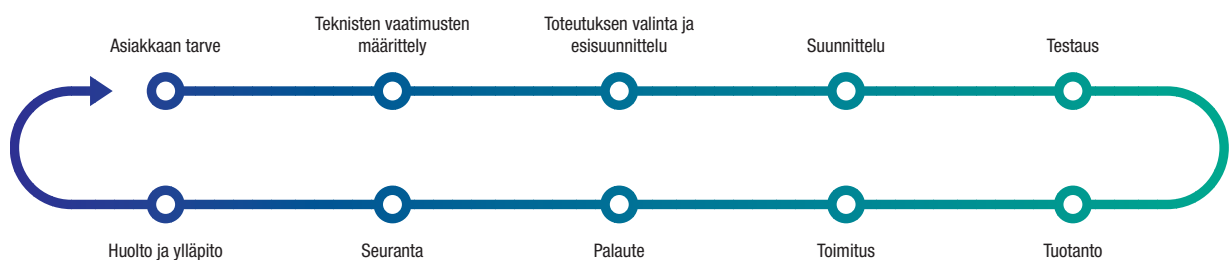 Asiakkaan tarve
Teknisten vaatimusten
määrittely
Toteutuksen valinta ja
esisuunnittelu
Suunnittelu
Testaus
Huolto ja ylläpito
Seuranta
Palaute
Toimitus
Tuotanto